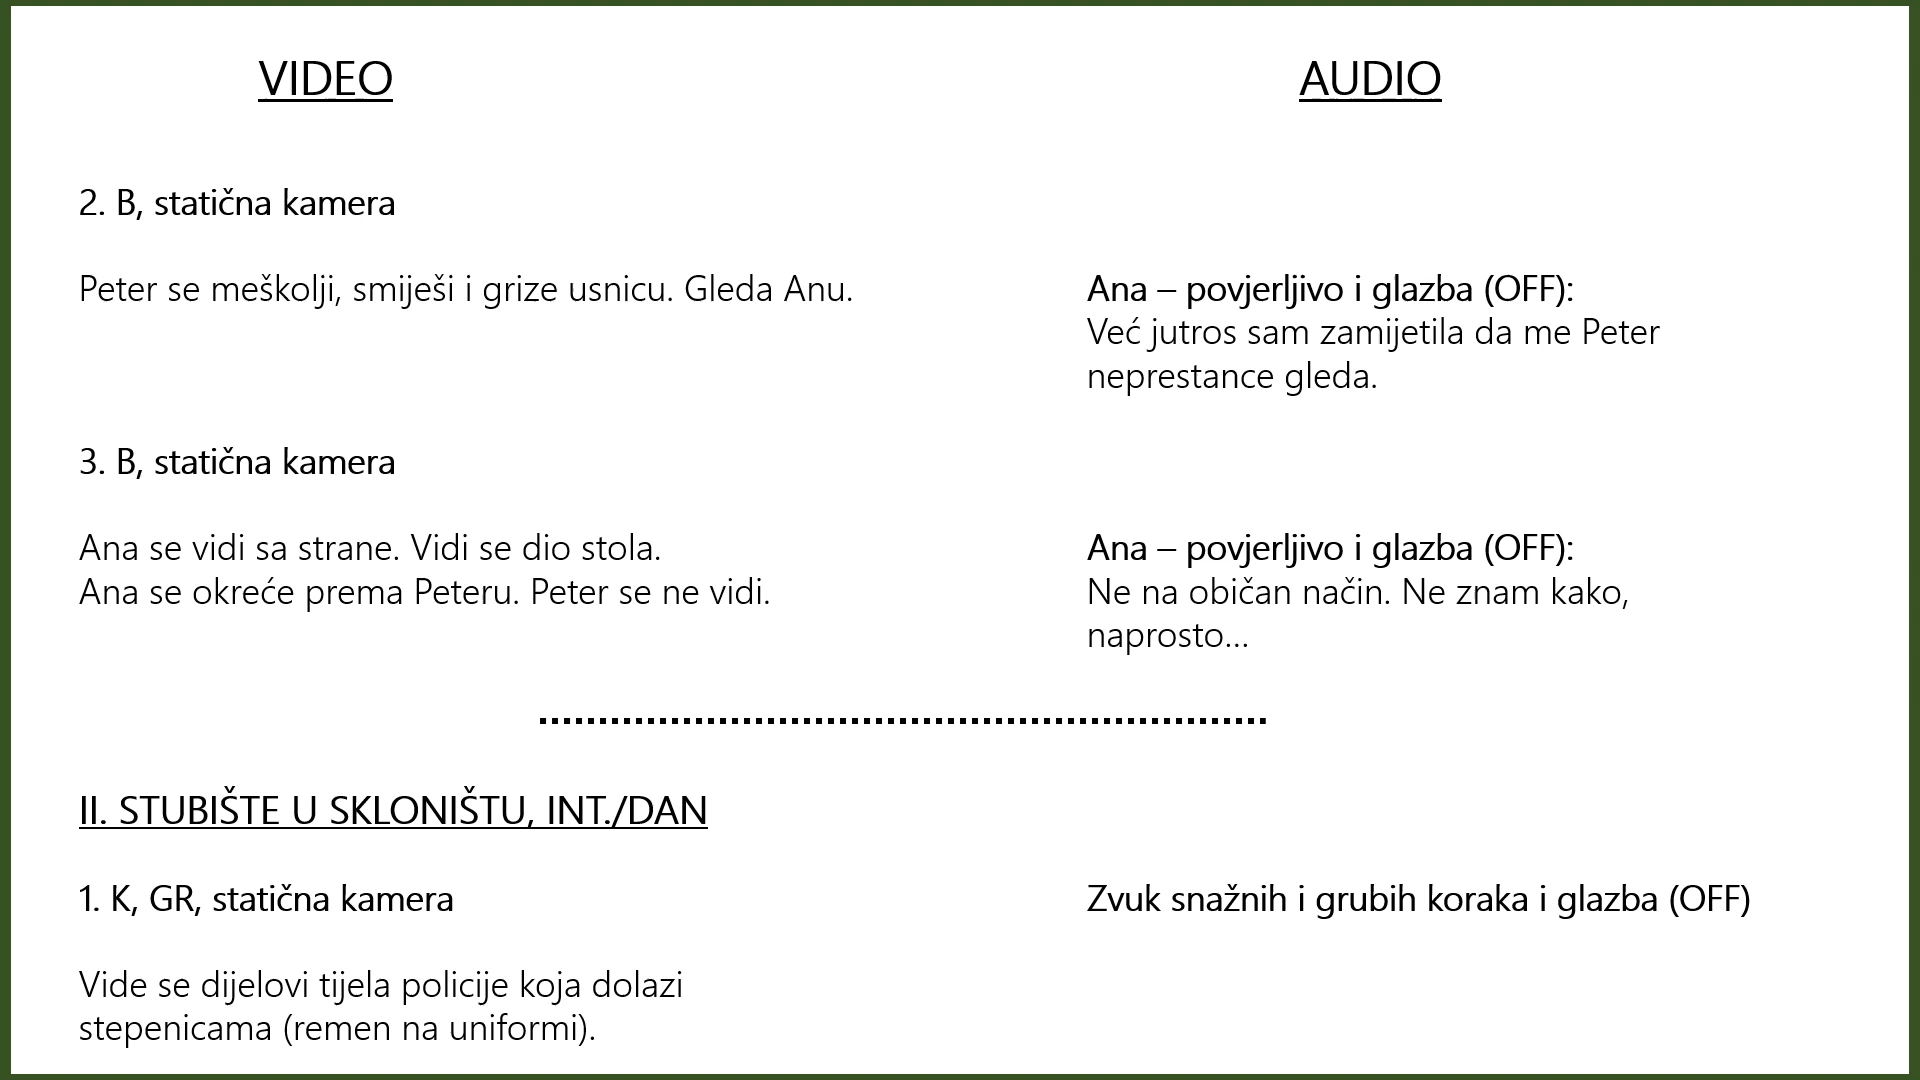 VIDEO
AUDIO
2. B, statična kamera
Peter se meškolji, smiješi i grize usnicu. Gleda Anu.
Ana – povjerljivo i glazba (OFF):
Već jutros sam zamijetila da me Peter
neprestance gleda.
3. B, statična kamera
Ana se vidi sa strane. Vidi se dio stola.
Ana se okreće prema Peteru. Peter se ne vidi.
Ana – povjerljivo i glazba (OFF):
Ne na običan način. Ne znam kako,
naprosto...
II. STUBIŠTE U SKLONIŠTU, INT./DAN
1. K, GR, statična kamera
Zvuk snažnih i grubih koraka i glazba (OFF)
Vide se dijelovi tijela policije koja dolazi
stepenicama (remen na uniformi).